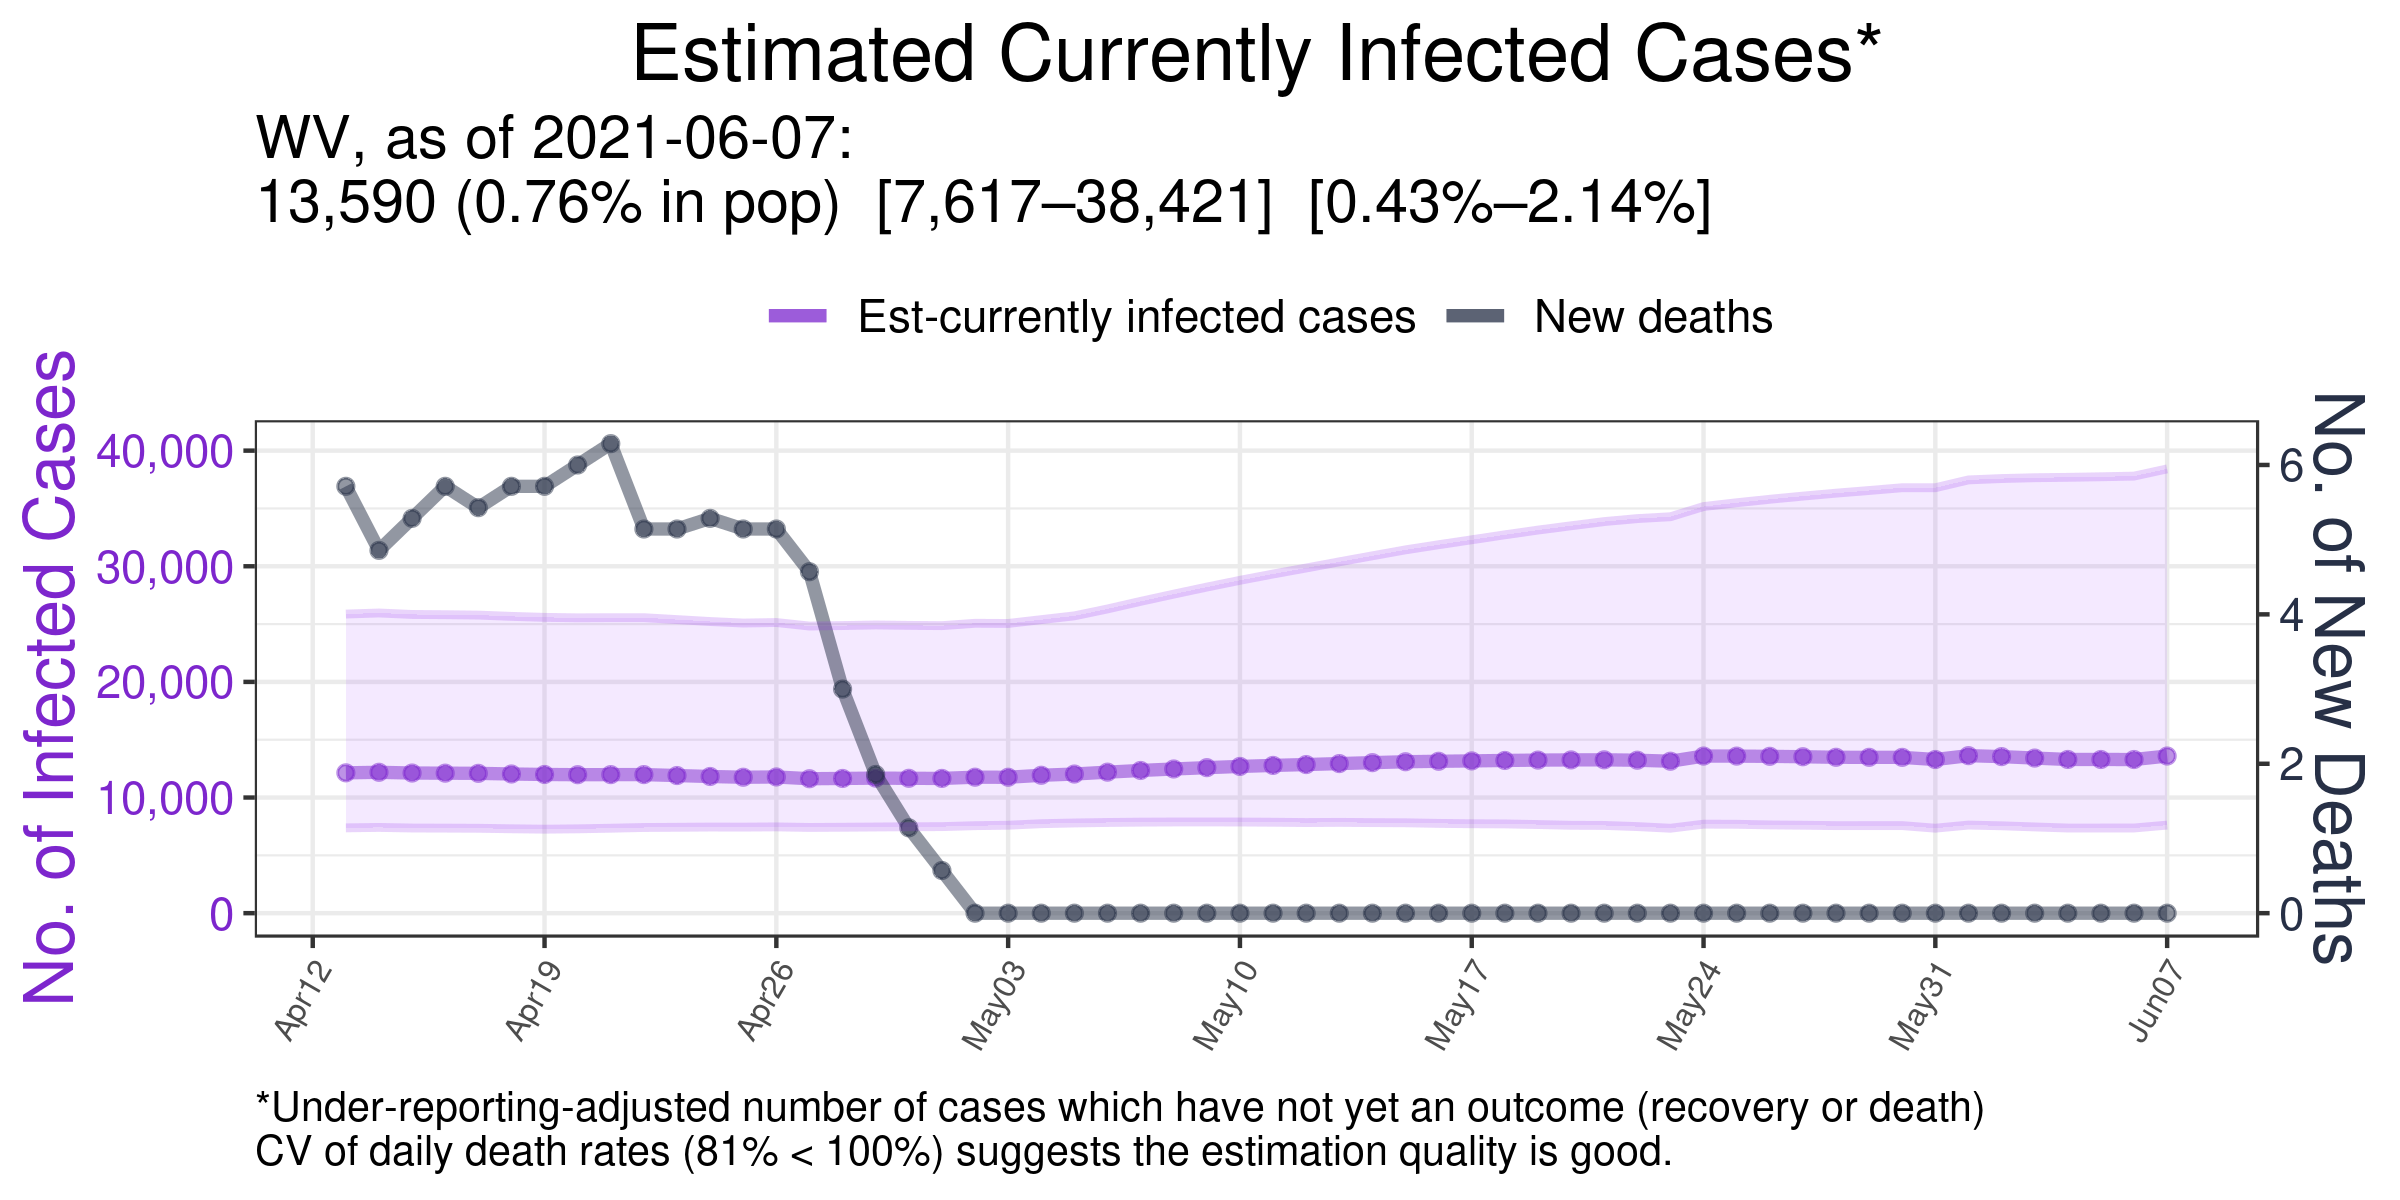 Estimated Currently Infected Cases*
WV, as of 2021-06-07:
13,590 (0.76% in pop)  [7,617–38,421]  [0.43%–2.14%]
Est-currently infected cases
New deaths
No. of Infected Cases
40,000
30,000
20,000
10,000
0
6
4
2
0
No. of New Deaths
Apr12
Apr19
Apr26
May03
May10
May17
May24
May31
Jun07
*Under-reporting-adjusted number of cases which have not yet an outcome (recovery or death)
CV of daily death rates (81% < 100%) suggests the estimation quality is good.